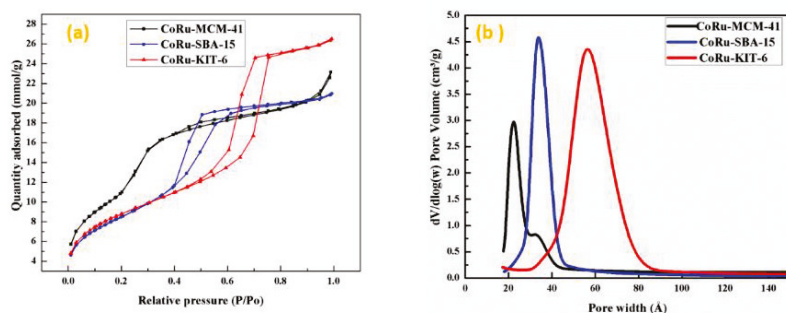 (a)
CoRu-MCM-41
CoRu-SBA-15
CoRu-KIT-6
Quantity adsorbed (mmol/g)
28
26
24
22
20
18
16
14
12
10
8
6
4
0.0 0.2 0.4 0.6 0.8 1.0
Relative pressure (P/Po)
(b)
CoRu-MCM-41
CoRu-SBA-15
CoRu-KIT-6
dV/dlog(w) Pore Volume (cm³/g)
5.0
4.5
4.0
3.5
3.0
2.5
2.0
1.5
1.0
0.5
0.0
20 40 60 80 100 120 140
Pore width (Å)